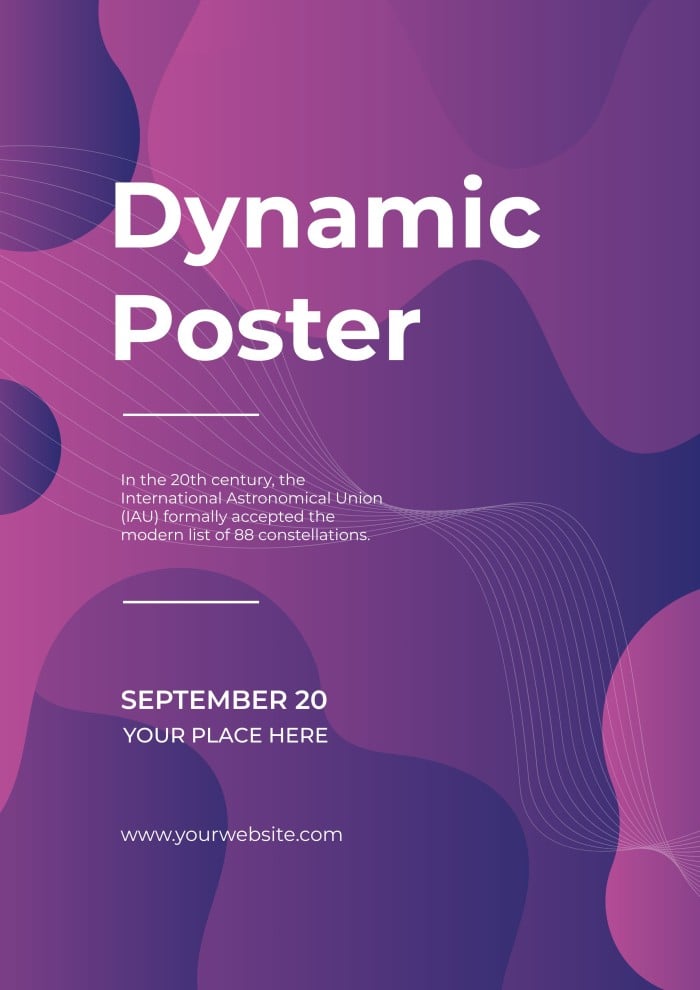 Dynamic
Poster
In the 20th century, the
International Astronomical Union
(IAU) formally accepted the
modern list of 88 constellations.
SEPTEMBER 20
YOUR PLACE HERE
www.yourwebsite.com